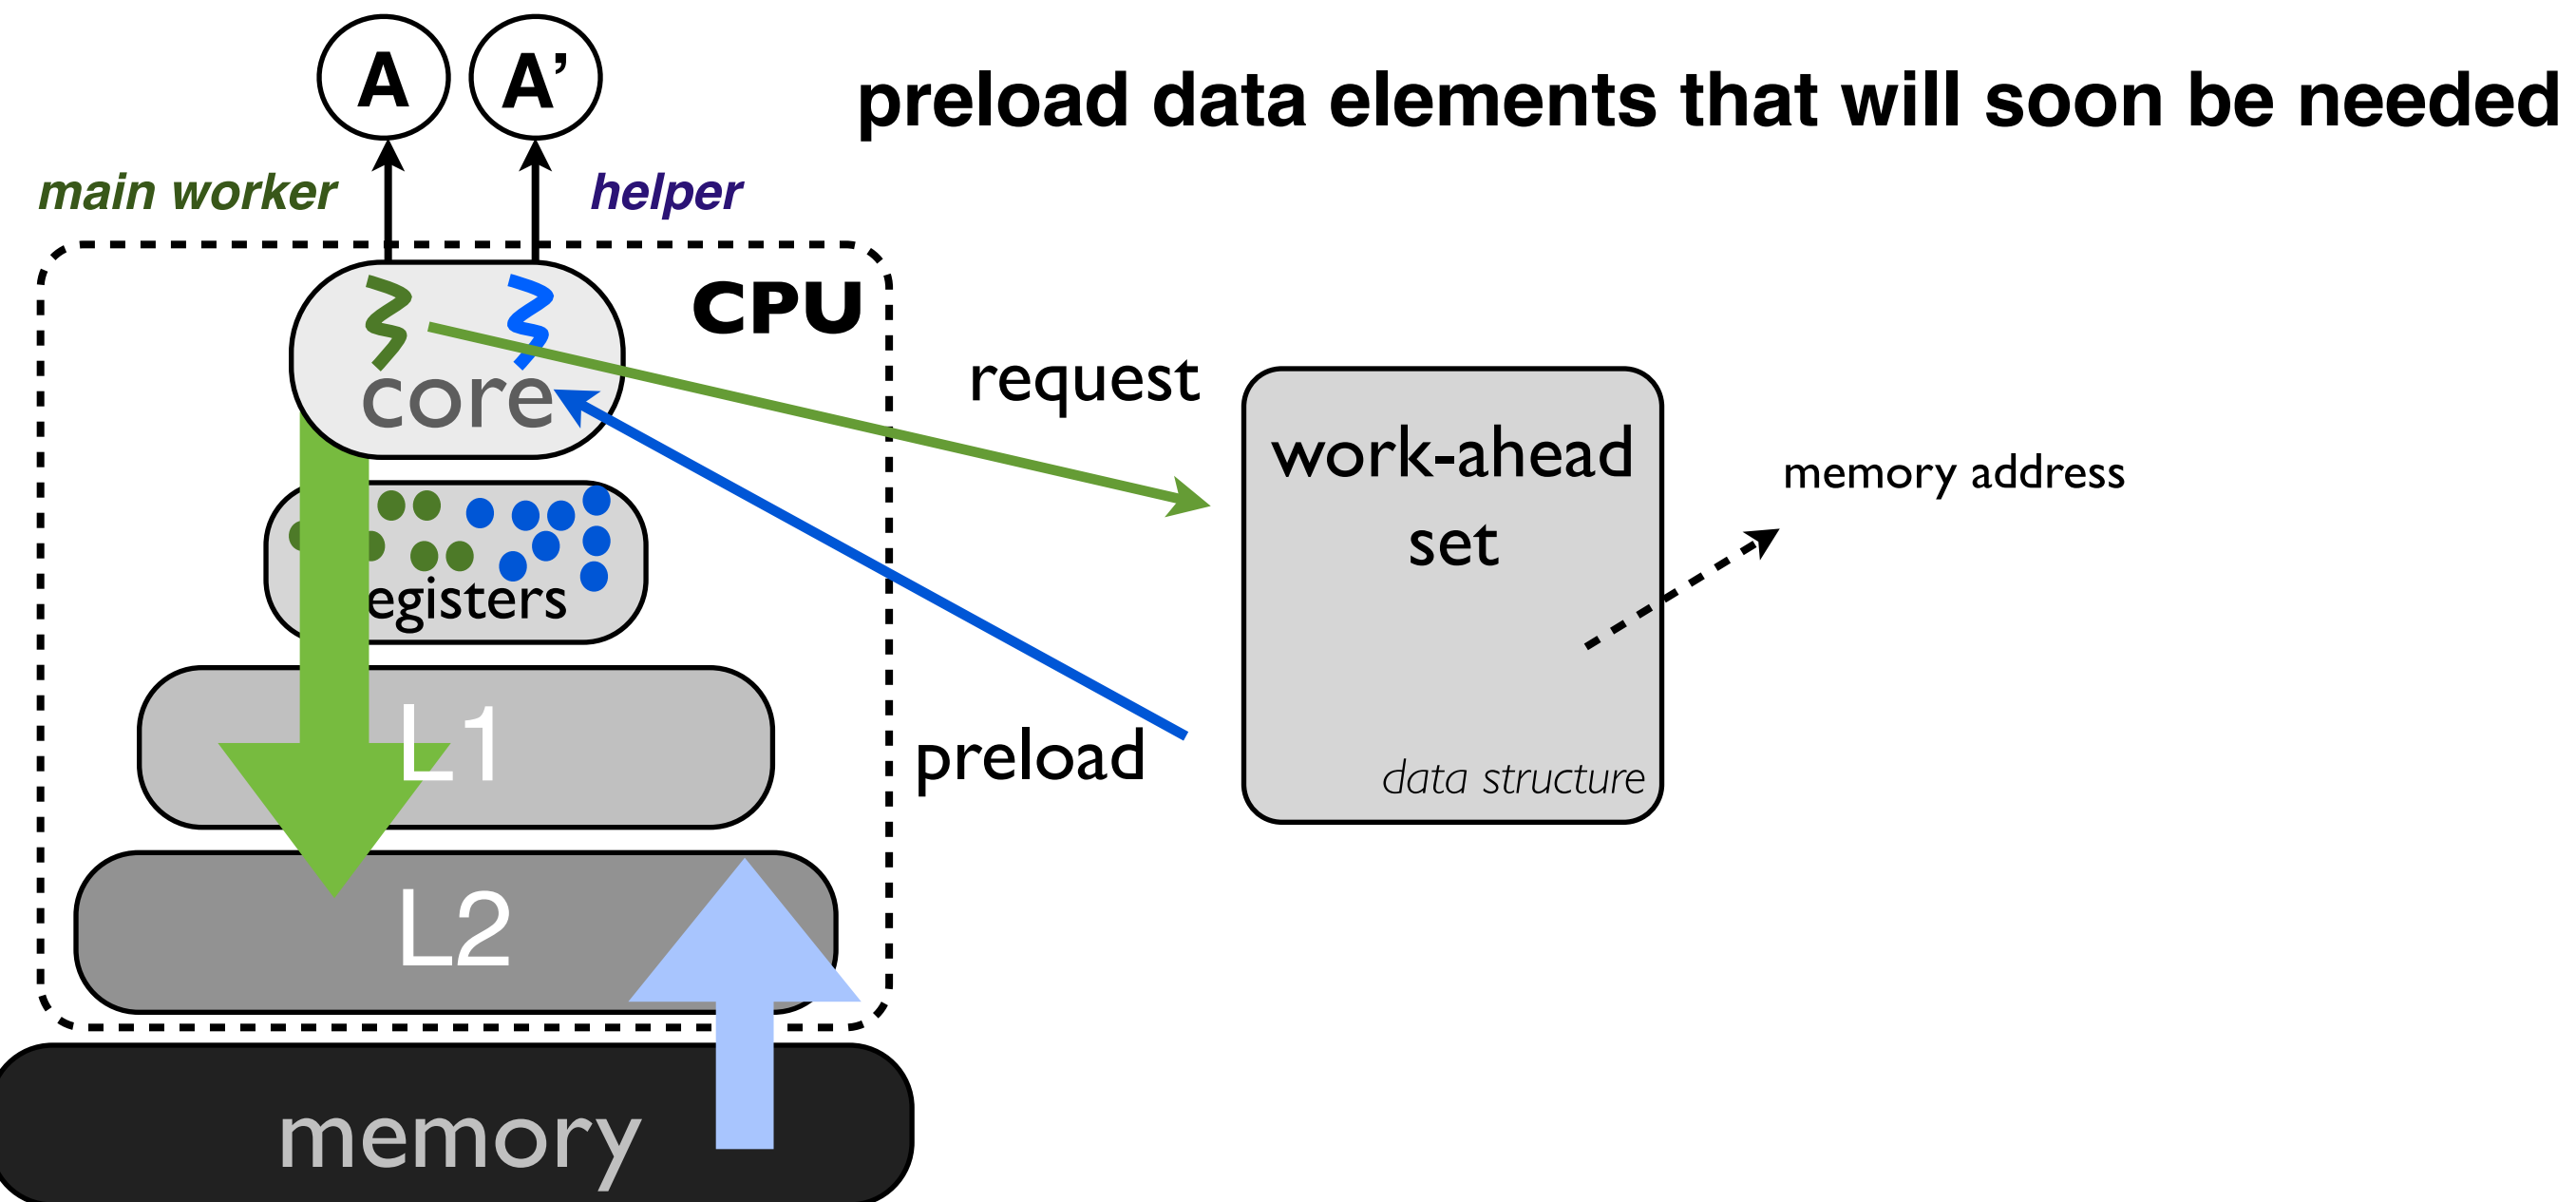 A
A’
preload data elements that will soon be needed
main worker
helper
CPU
core
request
work-ahead
set
memory address
egisters
L1
preload
data structure
L2
memory